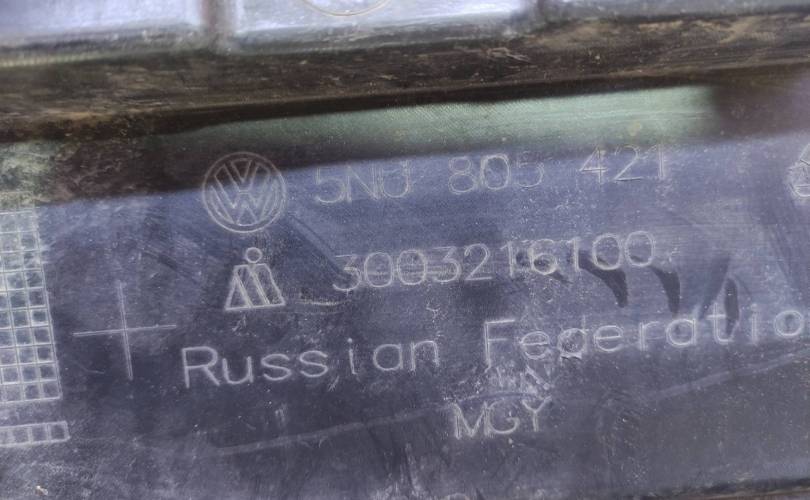 5N0 805 421
3003216100
Russian Federatio
MGY